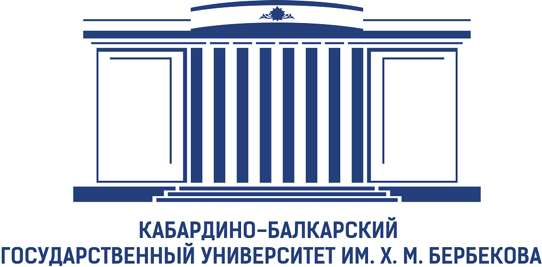 КАБАРДИНО-БАЛКАРСКИЙ
ГОСУДАРСТВЕННЫЙ УНИВЕРСИТЕТ ИМ. Х. М. БЕРБЕКОВА